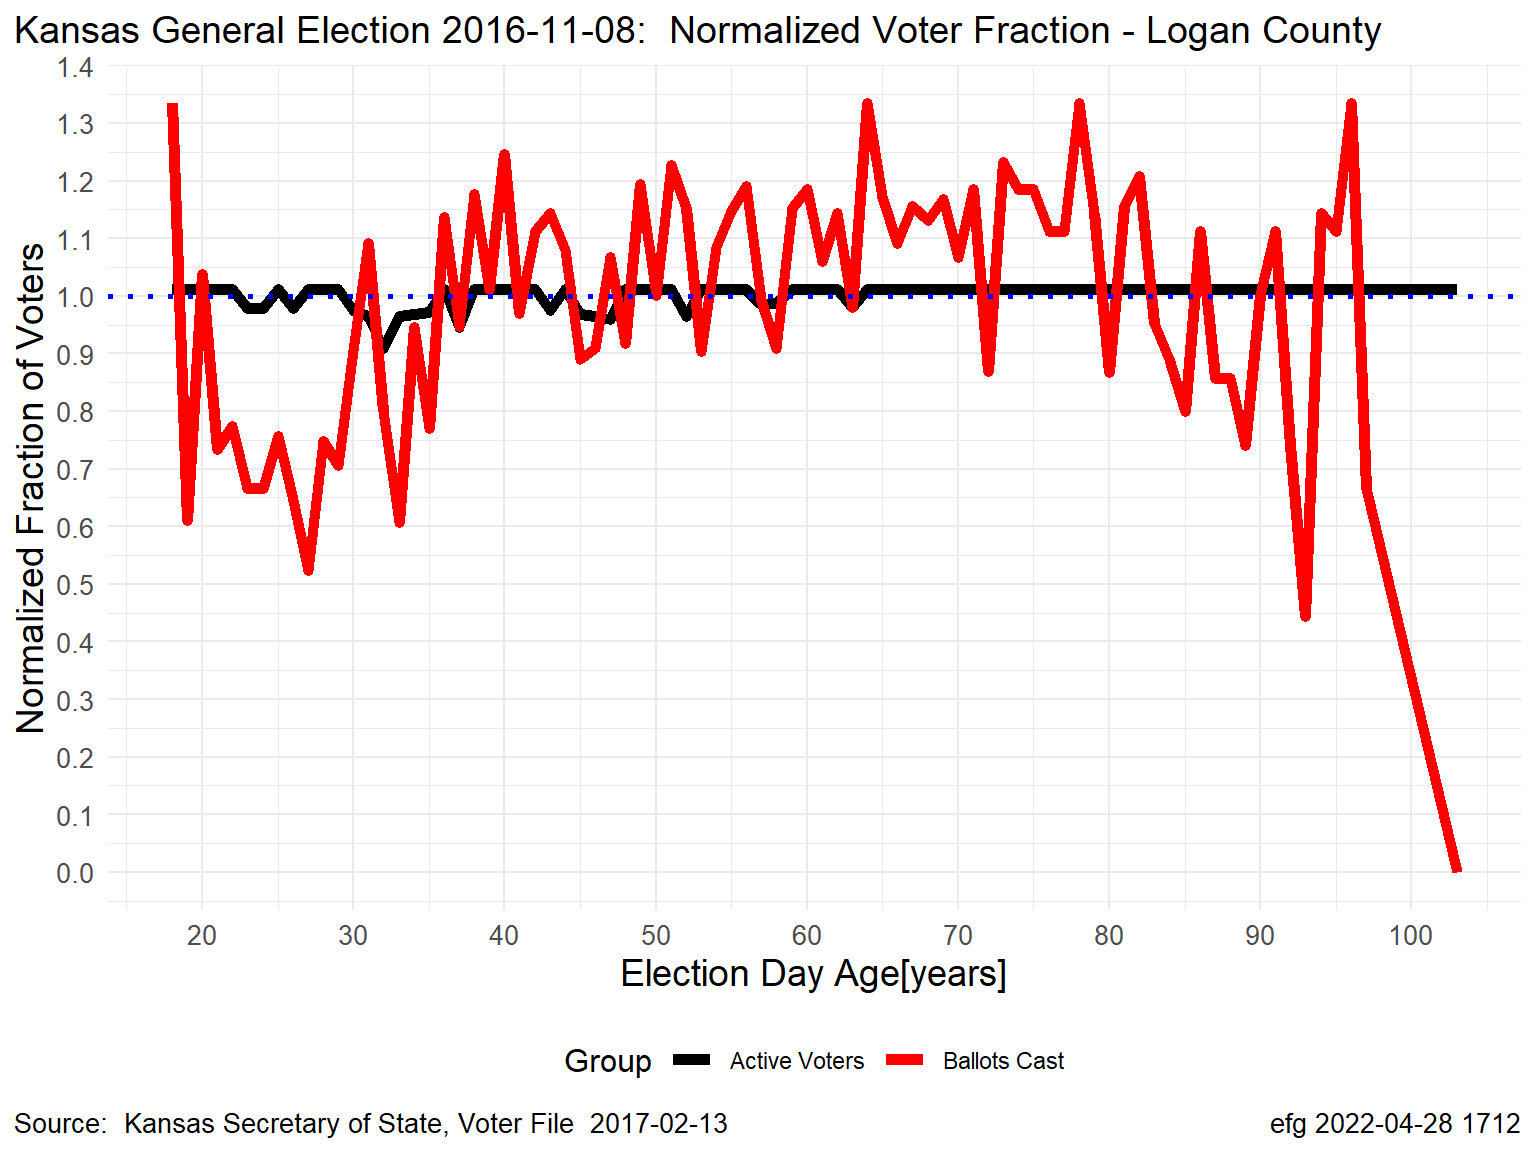 Kansas General Election 2016-11-08:  Normalized Voter Fraction - Logan County
Normalized Fraction of Voters
1.4
1.3
1.2
1.1
1.0
0.9
0.8
0.7
0.6
0.5
0.4
0.3
0.2
0.1
0.0
20 30 40 50 60 70 80 90 100
Election Day Age[years]
Group Active Voters Ballots Cast
Source:  Kansas Secretary of State, Voter File  2017-02-13
efg 2022-04-28 1712